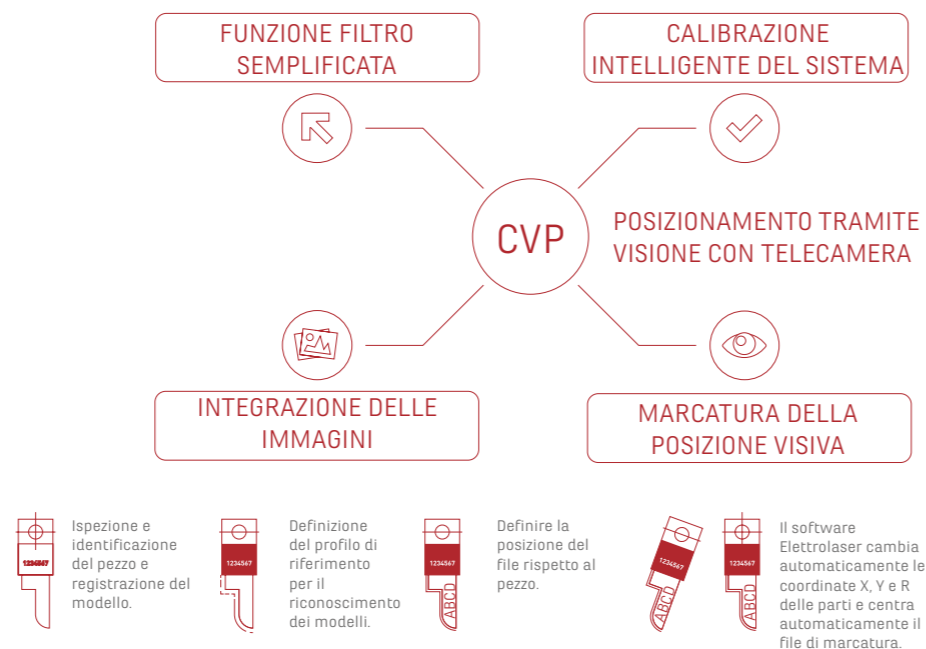 FUNZIONE FILTRO
SEMPLIFICATA
CALIBRAZIONE
INTELLIGENTE DEL SISTEMA
CVP
POSIZIONAMENTO TRAMITE
VISIONE CON TELECAMERA
INTEGRAZIONE DELLE
IMMAGINI
MARCATURA DELLA
POSIZIONE VISIVA
1234567
Ispezione e
identificazione
del pezzo e
registrazione del
modello.
1234567
Definizione
del profilo di
riferimento
per il
riconoscimento
dei modelli.
1234567
ABCD
Definire la
posizione del
file rispetto al
pezzo.
1234567
ABCD
1234567
ABCD
Il software
Elettrolaser cambia
automaticamente le
coordinate X, Y e R
delle parti e centra
automaticamente il
file di marcatura.